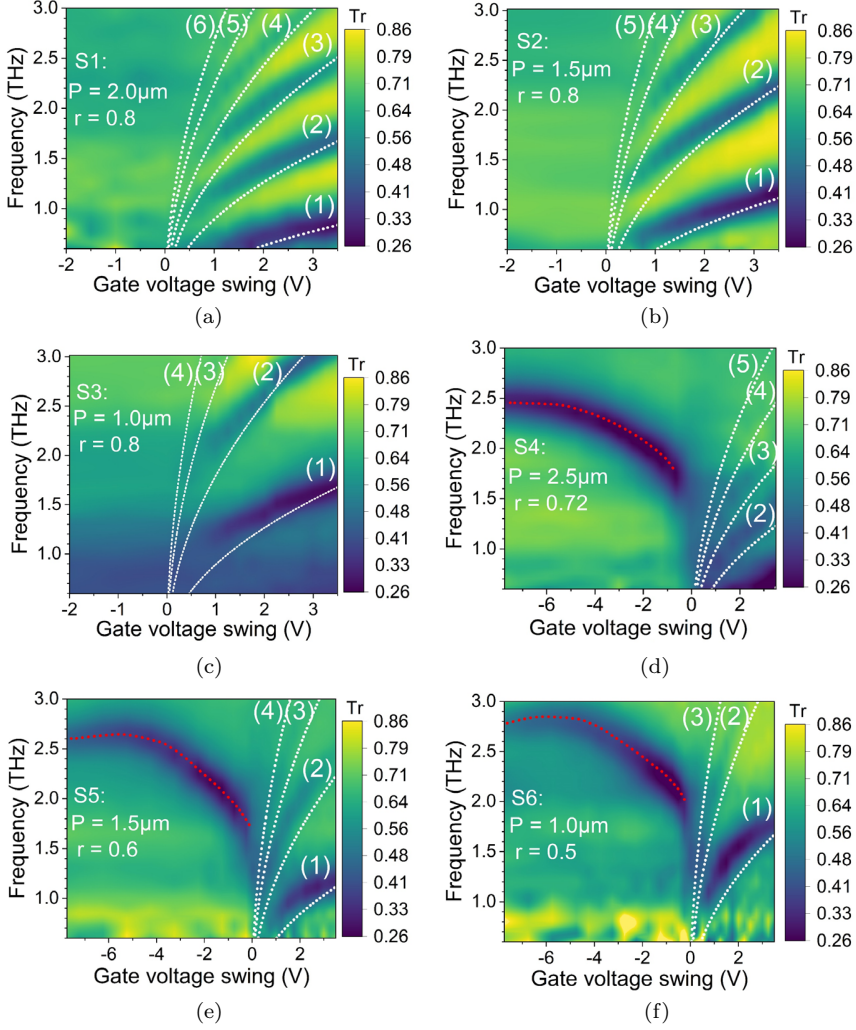 Tr
3.0
2.5
2.0
1.5
1.0
Frequency (THz)
S1:
P = 2.0µm
r = 0.8
(6) (5) (4)
(3)
(2)
(1)
0.86
0.79
0.71
0.64
0.56
0.48
0.41
0.33
0.26
-2 -1 0 1 2 3
Gate voltage swing (V)
(a)
Tr
3.0
2.5
2.0
1.5
1.0
Frequency (THz)
S2:
P = 1.5µm
r = 0.8
(5) (4) (3)
(2)
(1)
0.86
0.79
0.71
0.64
0.56
0.48
0.41
0.33
0.26
-2 -1 0 1 2 3
Gate voltage swing (V)
(b)
Tr
3.0
2.5
2.0
1.5
1.0
Frequency (THz)
S3:
P = 1.0µm
r = 0.8
(4) (3) (2)
(1)
0.86
0.79
0.71
0.64
0.56
0.48
0.41
0.33
0.26
-2 -1 0 1 2 3
Gate voltage swing (V)
(c)
Tr
3.0
2.5
2.0
1.5
1.0
Frequency (THz)
S4:
P = 2.5µm
r = 0.72
(5)
(4)
(3)
(2)
0.86
0.79
0.71
0.64
0.56
0.48
0.41
0.33
0.26
-6 -4 -2 0 2
Gate voltage swing (V)
(d)
Tr
3.0
2.5
2.0
1.5
1.0
Frequency (THz)
S5:
P = 1.5µm
r = 0.6
(4) (3)
(2)
(1)
0.86
0.79
0.71
0.64
0.56
0.48
0.41
0.33
0.26
-6 -4 -2 0 2
Gate voltage swing (V)
(e)
Tr
3.0
2.5
2.0
1.5
1.0
Frequency (THz)
S6:
P = 1.0µm
r = 0.5
(3) (2)
(1)
0.86
0.79
0.71
0.64
0.56
0.48
0.41
0.33
0.26
-6 -4 -2 0 2
Gate voltage swing (V)
(f)